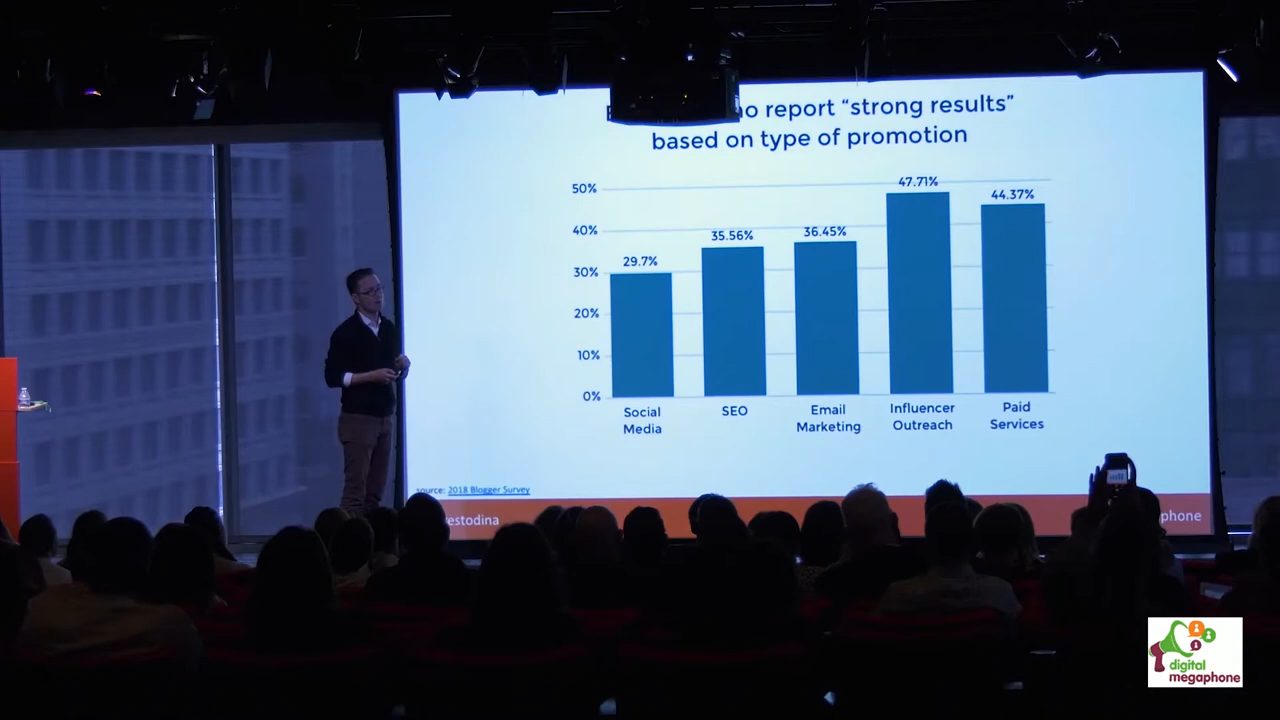 no report “strong results”
based on type of promotion
50%
40%
30%
20%
10%
0%
29.7%
35.56%
36.45%
47.71%
44.37%
Social
Media
SEO
Email
Marketing
Influencer
Outreach
Paid
Services
source: 2018 Blogger Survey
estodina
phone
digital
megaphone